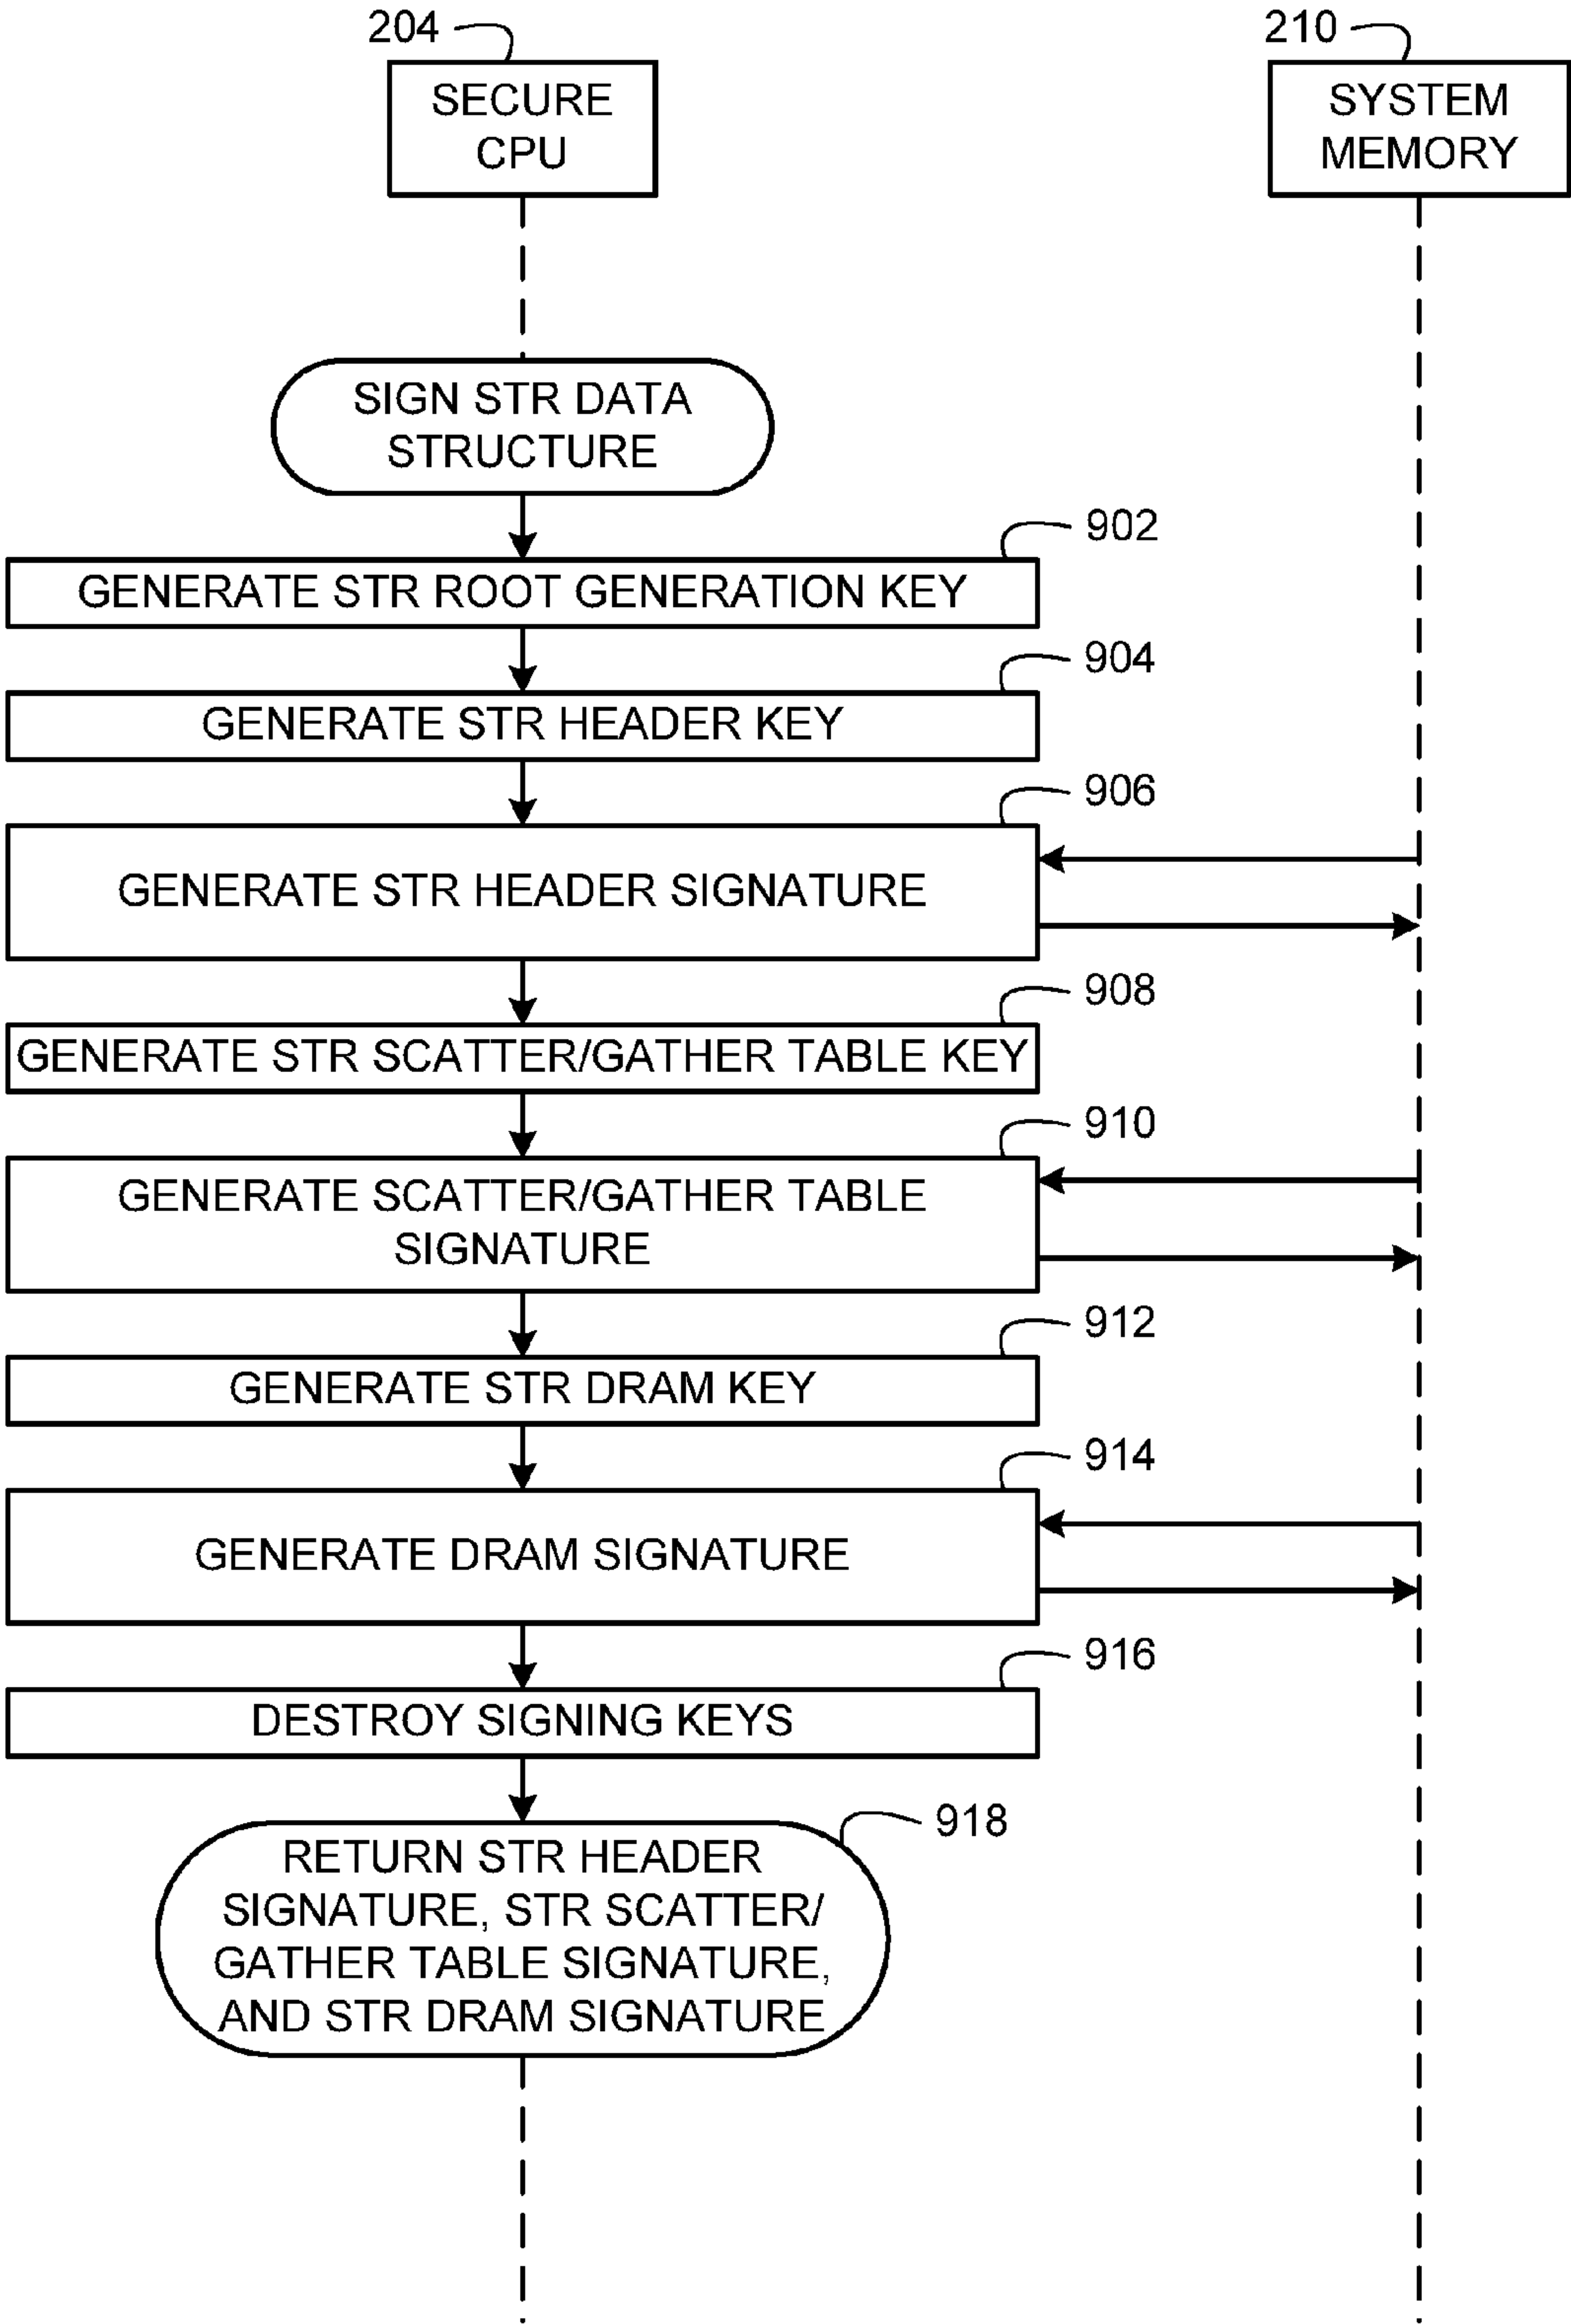 204
210
SECURE
CPU
SYSTEM
MEMORY
SIGN STR DATA
STRUCTURE
902
GENERATE STR ROOT GENERATION KEY
904
GENERATE STR HEADER KEY
906
GENERATE STR HEADER SIGNATURE
908
GENERATE STR SCATTER/GATHER TABLE KEY
910
GENERATE SCATTER/GATHER TABLE
SIGNATURE
912
GENERATE STR DRAM KEY
914
GENERATE DRAM SIGNATURE
916
DESTROY SIGNING KEYS
918
RETURN STR HEADER
SIGNATURE, STR SCATTER/
GATHER TABLE SIGNATURE,
AND STR DRAM SIGNATURE